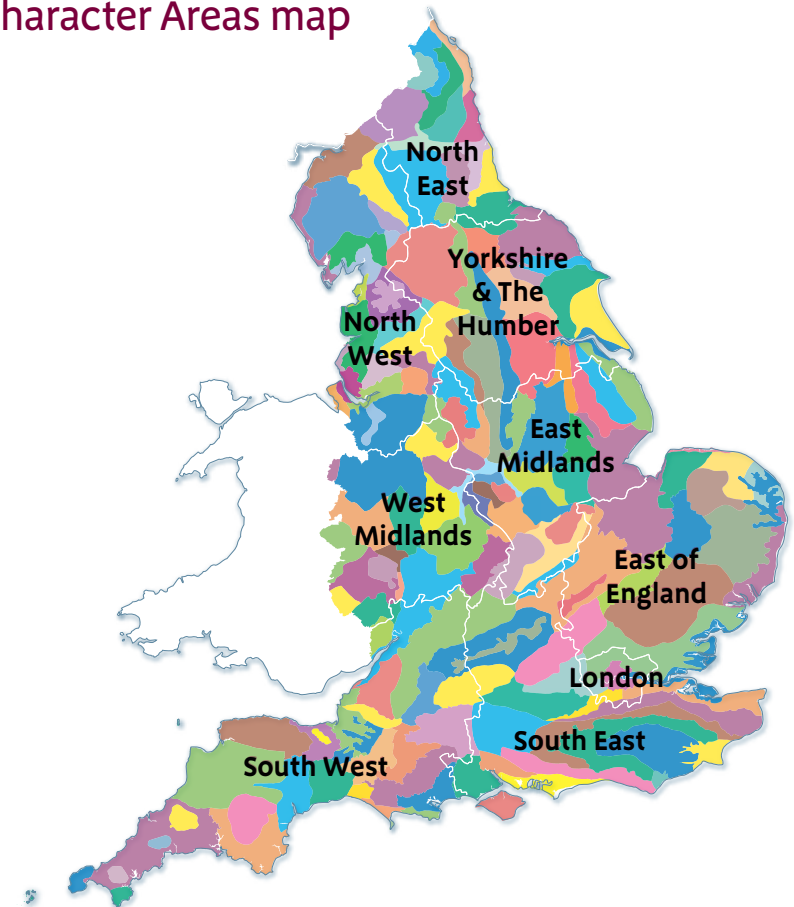 haracter Areas map
North
East
Yorkshire
& The
Humber
North
West
East
Midlands
West
Midlands
East of
England
London
South East
South West